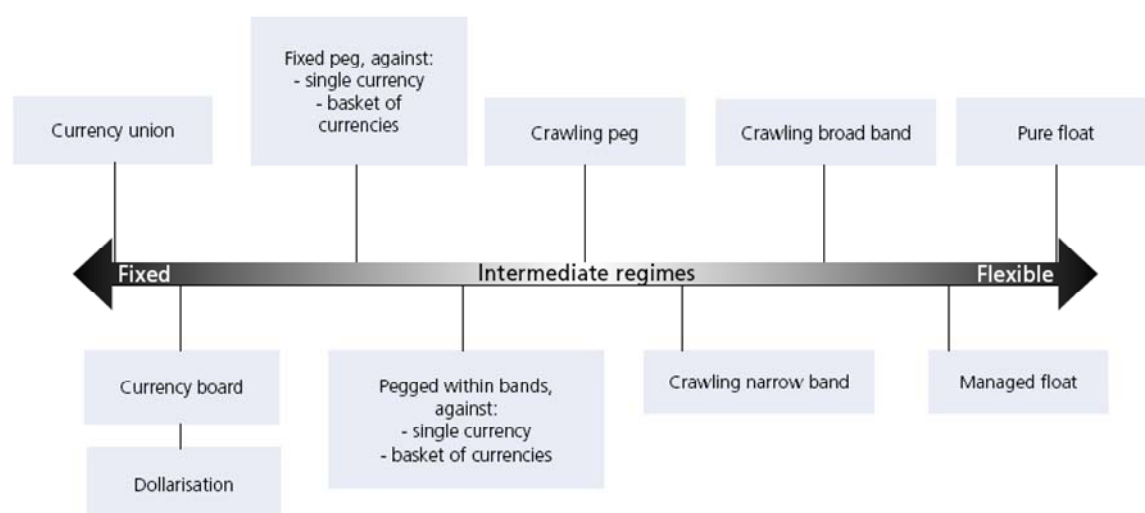 Fixed peg, against:
- single currency
- basket of
currencies
Currency union
Crawling peg
Crawling broad band
Pure float
Fixed
Intermediate regimes
Flexible
Currency board
Dollarisation
Pegged within bands,
against:
- single currency
- basket of currencies
Crawling narrow band
Managed float